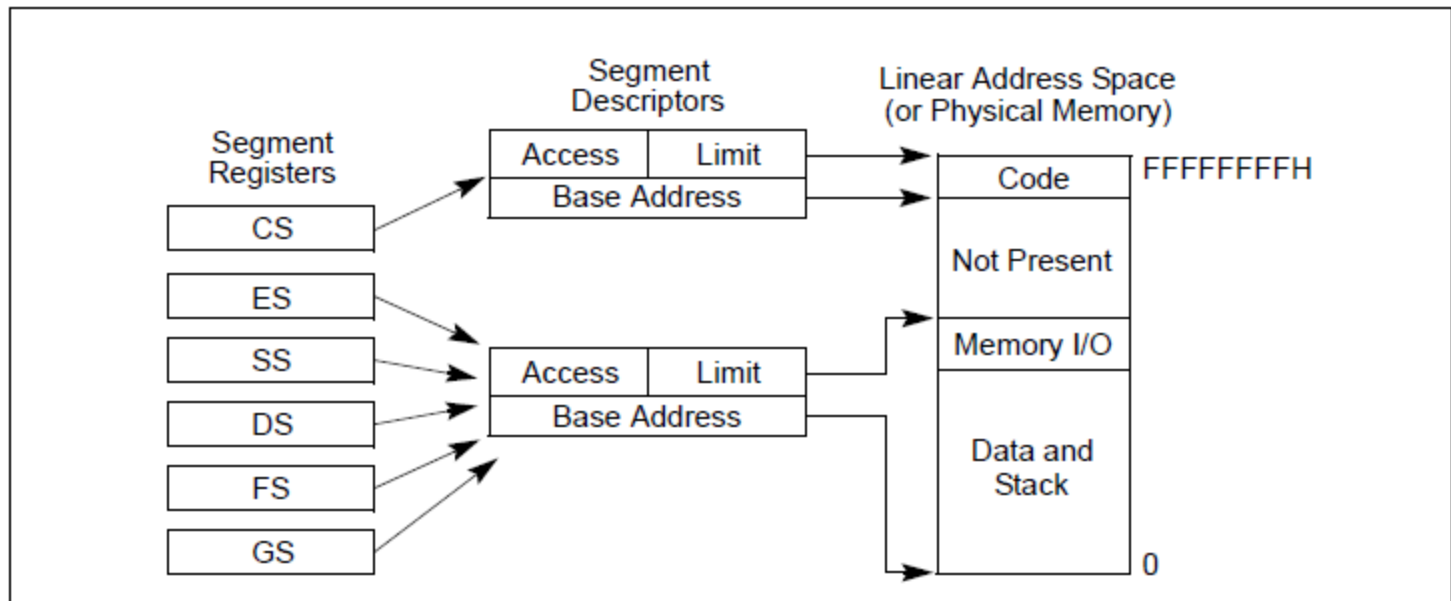 Segment
Registers
CS
ES
SS
DS
FS
GS
Segment
Descriptors
Access Limit
Base Address
Access Limit
Base Address
Linear Address Space
(or Physical Memory)
Code
FFFFFFFFH
Not Present
Memory I/O
Data and
Stack
0